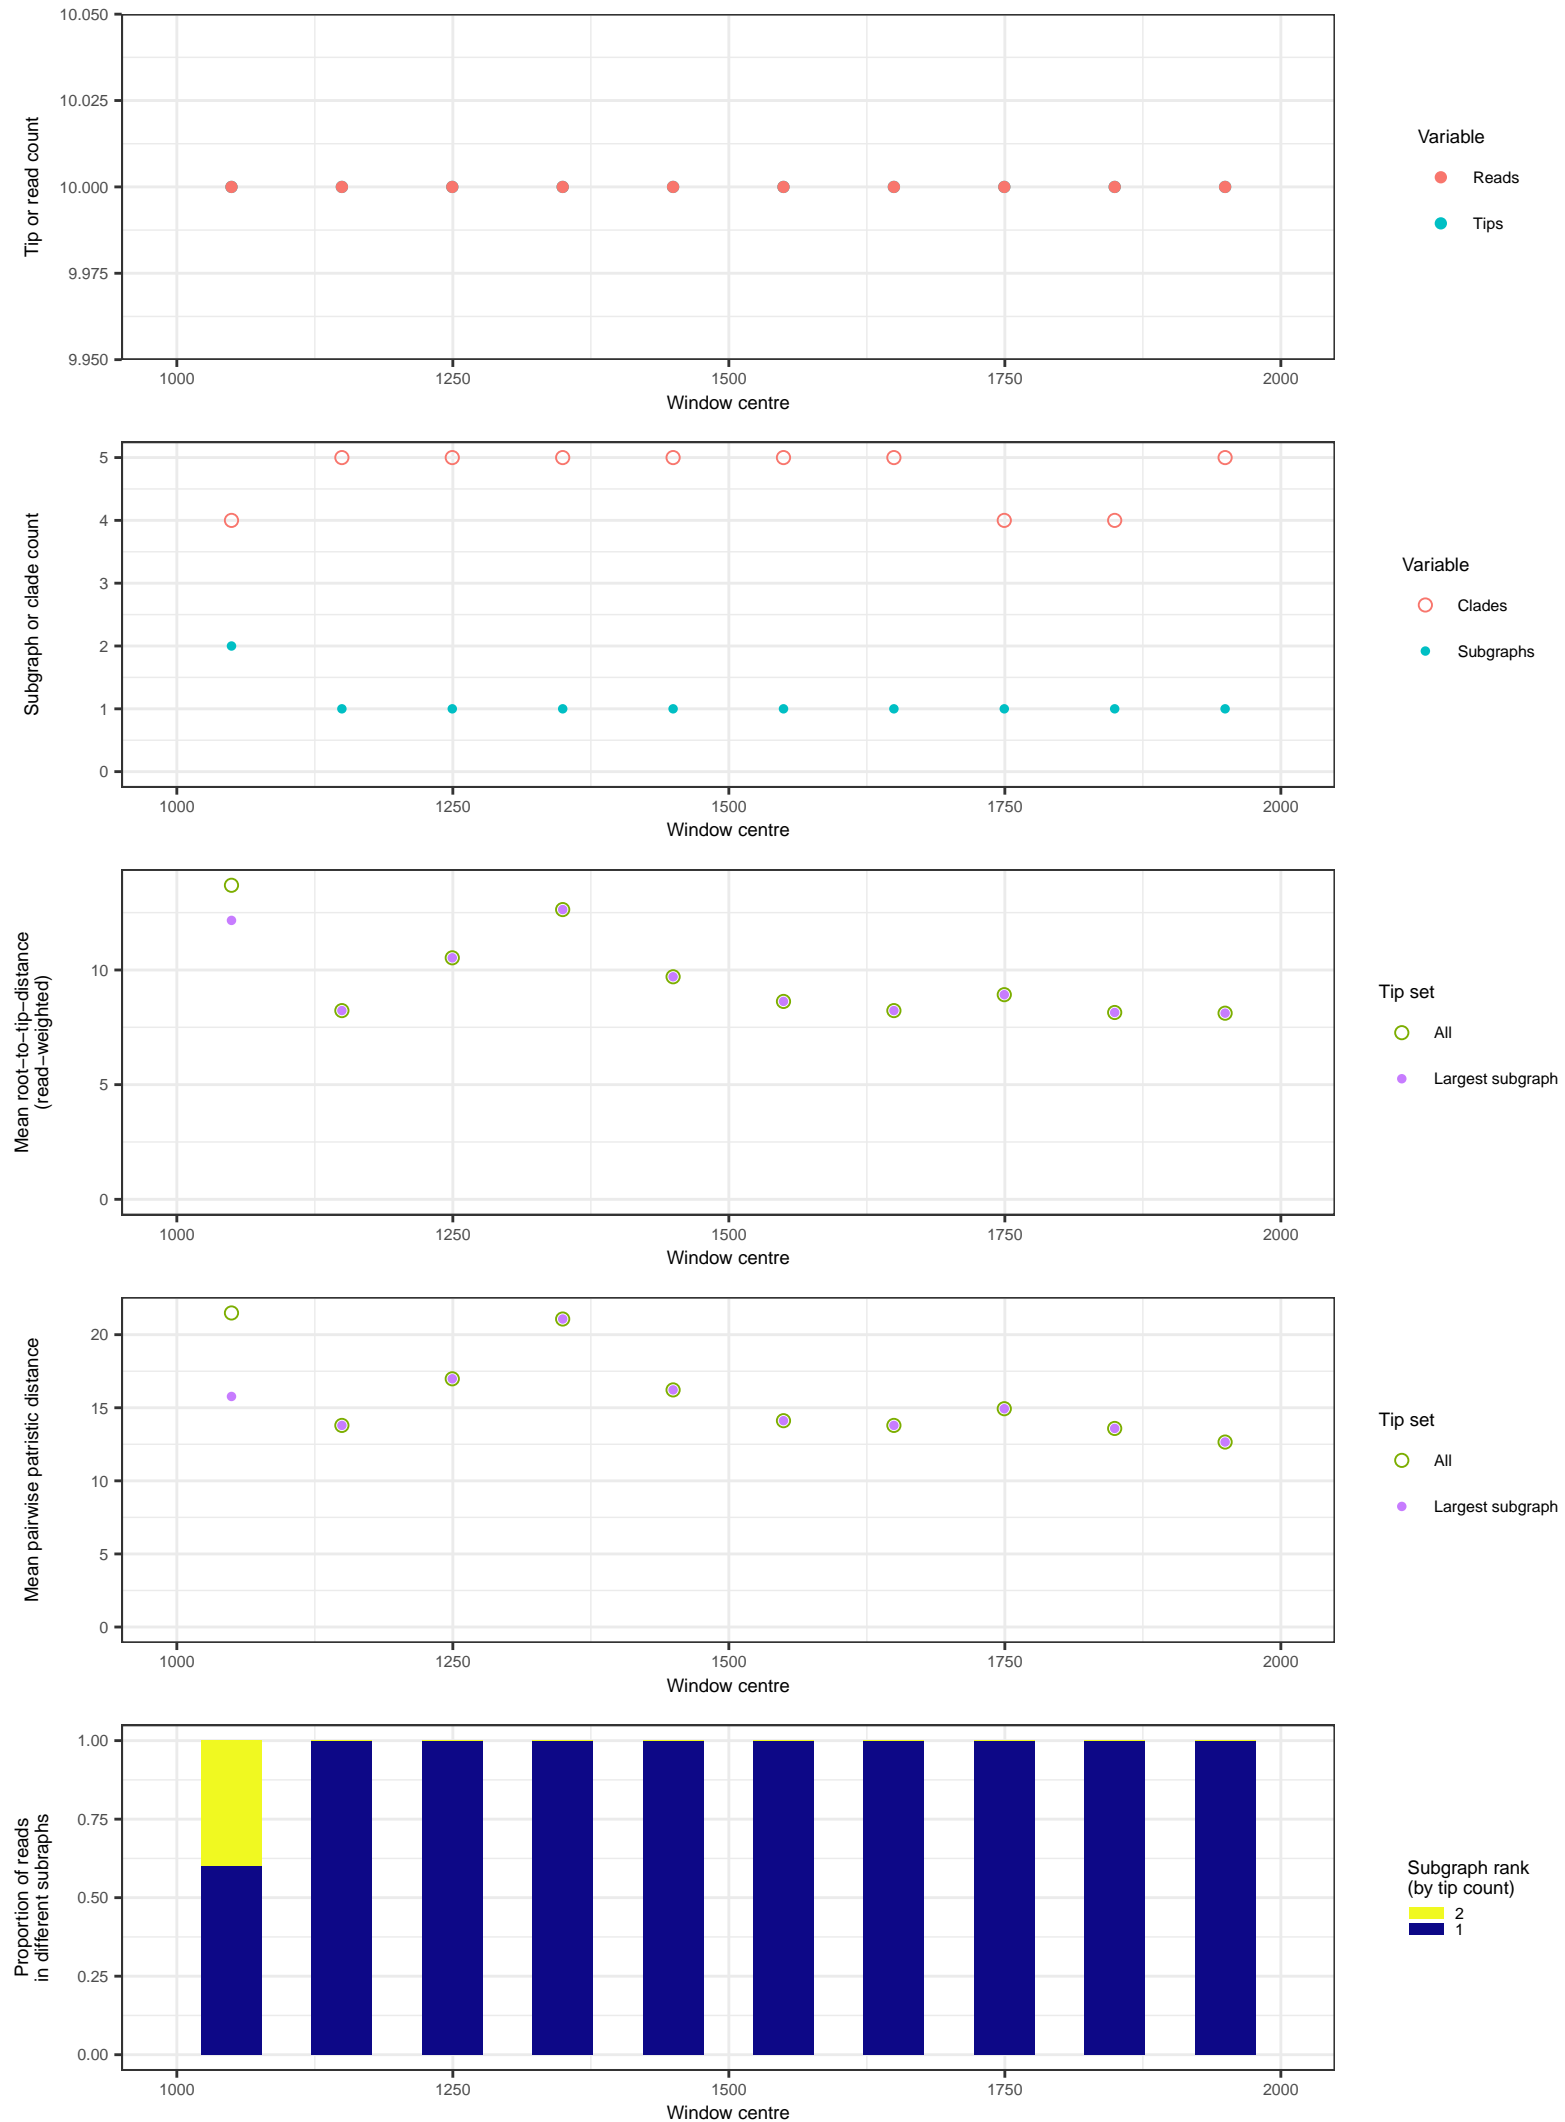 10.050
10.025
10.000
9.975
9.950
Tip or read count
1000 1250 1500 1750 2000
Window centre
Variable
Reads
Tips
5
4
3
2
1
0
Subgraph or clade count
1000 1250 1500 1750 2000
Window centre
Variable
Clades
Subgraphs
10
5
0
Mean root−to−tip−distance
(read−weighted)
1000 1250 1500 1750 2000
Window centre
Tip set
All
Largest subgraph
20
15
10
5
0
Mean pairwise patristic distance
1000 1250 1500 1750 2000
Window centre
Tip set
All
Largest subgraph
1.00
0.75
0.50
0.25
0.00
Proportion of reads
in different subraphs
1000 1250 1500 1750 2000
Window centre
Subgraph rank
(by tip count)
2
1